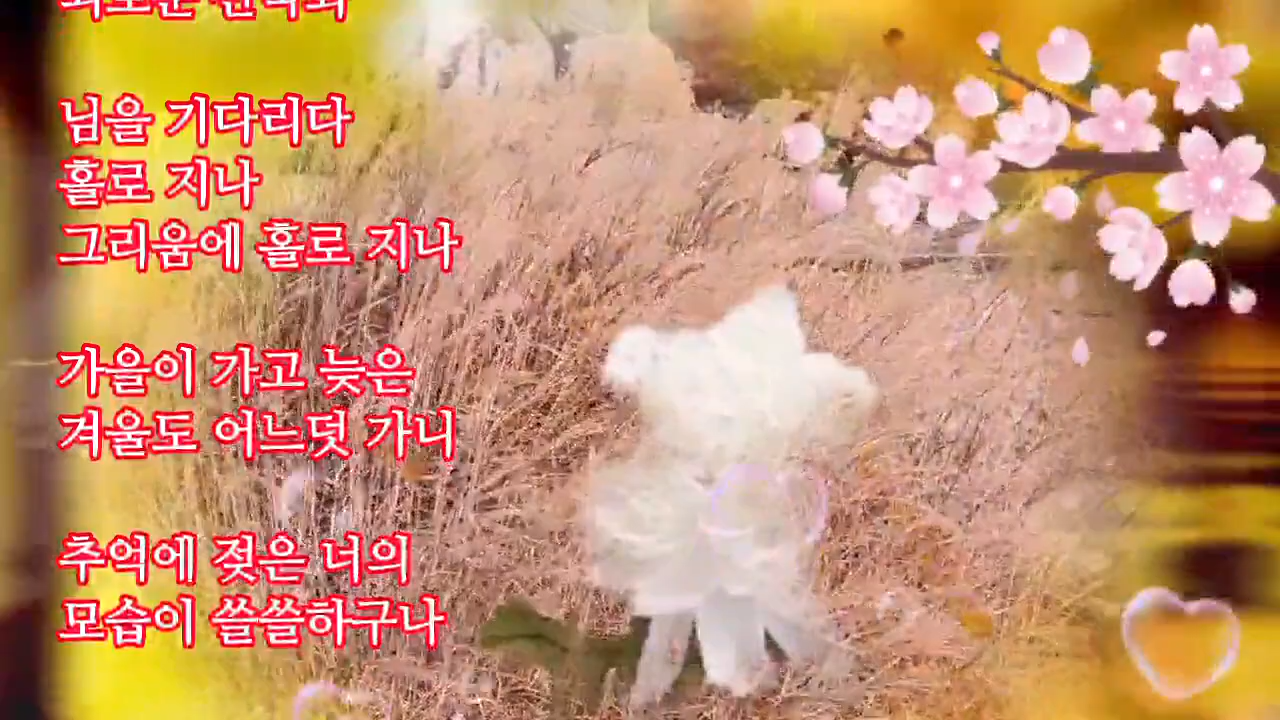 님을 기다리다
홀로 지나
그리움에 홀로 지나
가을이 가고 늦은
겨울도 어느덧 가니
추억에 젖은 너의
모습이 쓸쓸하구나